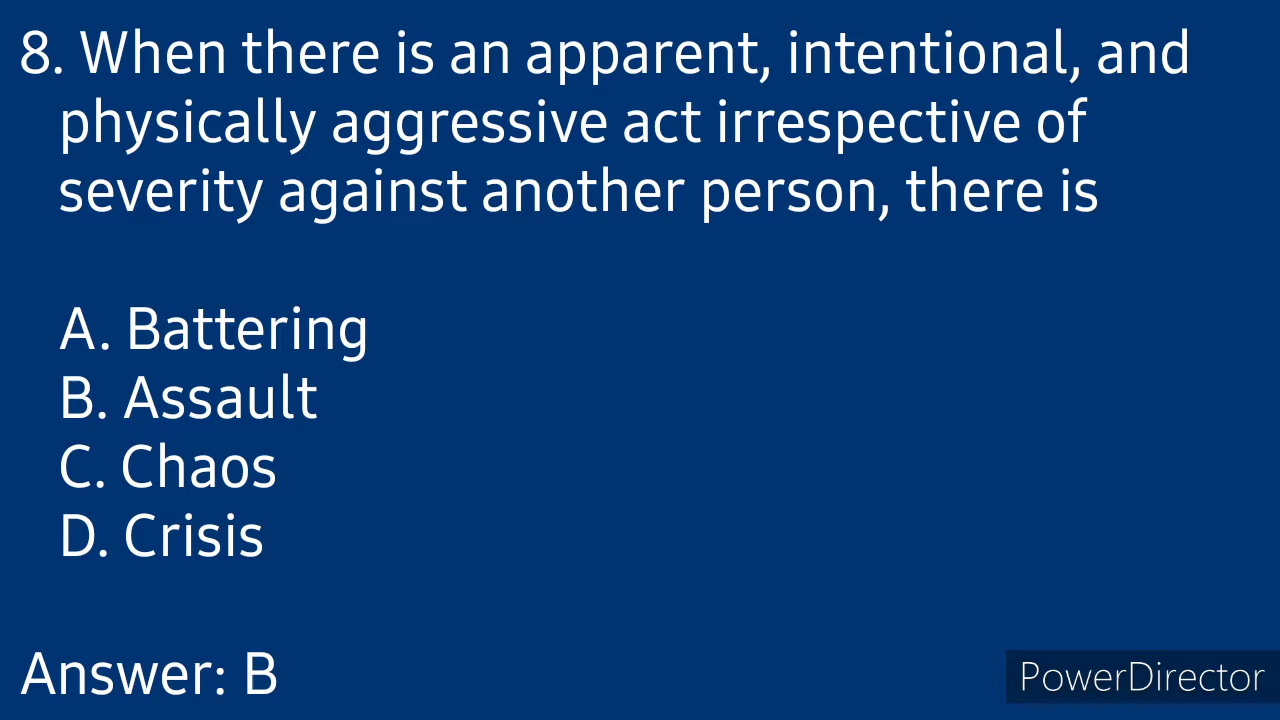 8. When there is an apparent, intentional, and
physically aggressive act irrespective of
severity against another person, there is
A. Battering
B. Assault
C. Chaos
D. Crisis
Answer: B
PowerDirector